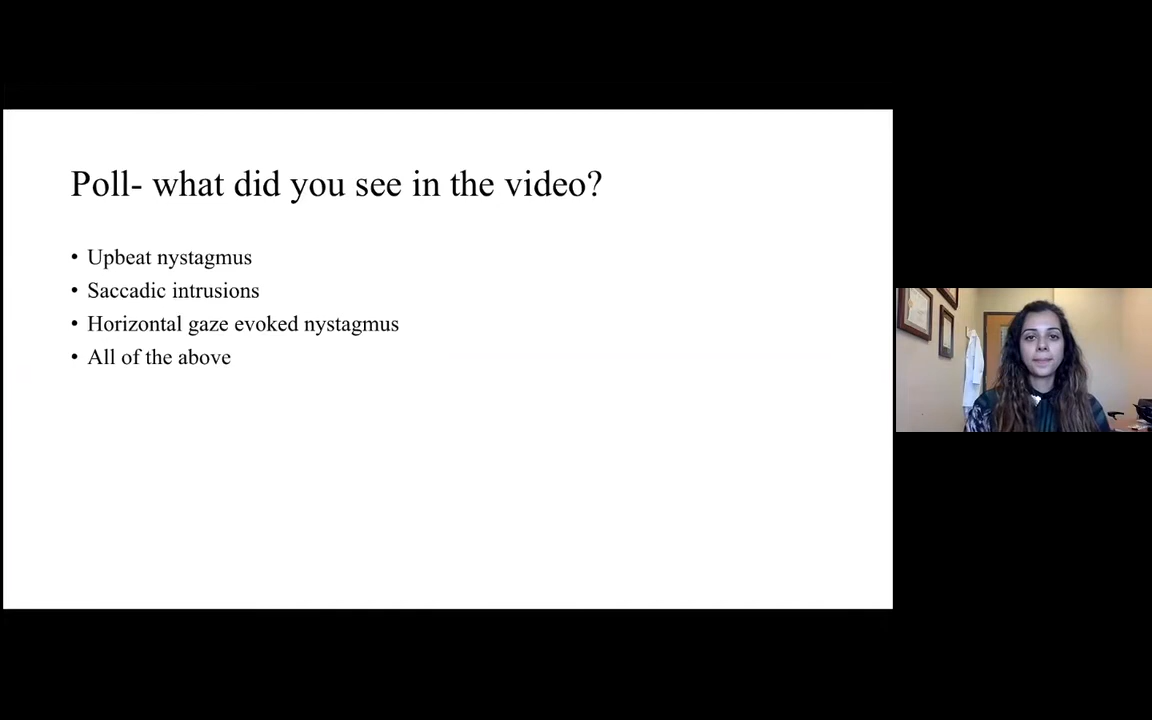 Poll- what did you see in the video?
• Upbeat nystagmus
• Saccadic intrusions
• Horizontal gaze evoked nystagmus
• All of the above